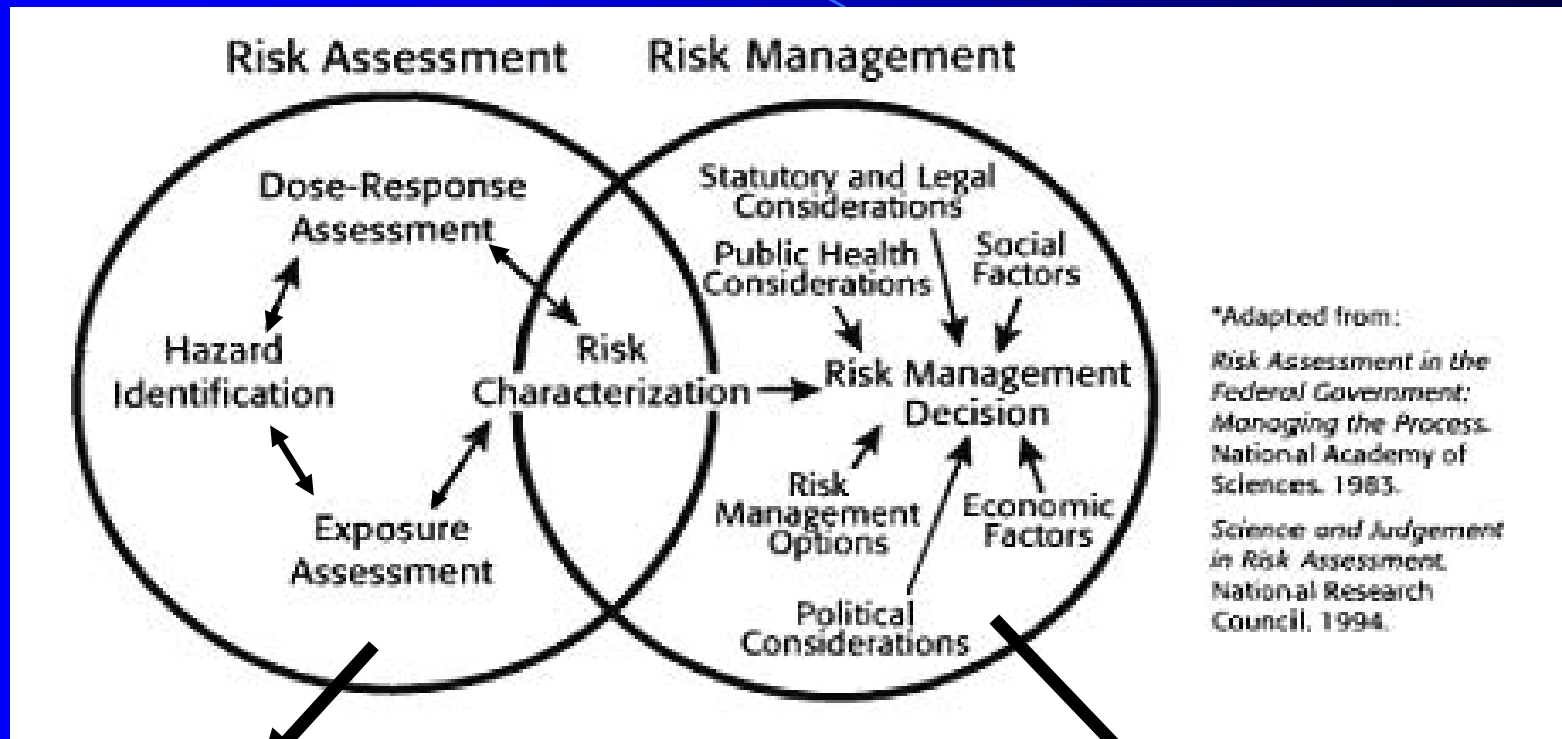 Risk Assessment
Risk Management
Dose-Response
Assessment
Hazard
Identification
Exposure
Assessment
Risk
Characterization
Statutory and Legal
Considerations
Public Health
Considerations
Social
Factors
Risk Management
Decision
Risk
Management
Options
Economic
Factors
Political
Considerations
*Adapted from:
Risk Assessment in the
Federal Government:
Managing the Process.
National Academy of
Sciences. 1983.
Science and Judgement
in Risk Assessment.
National Research
Council. 1994.